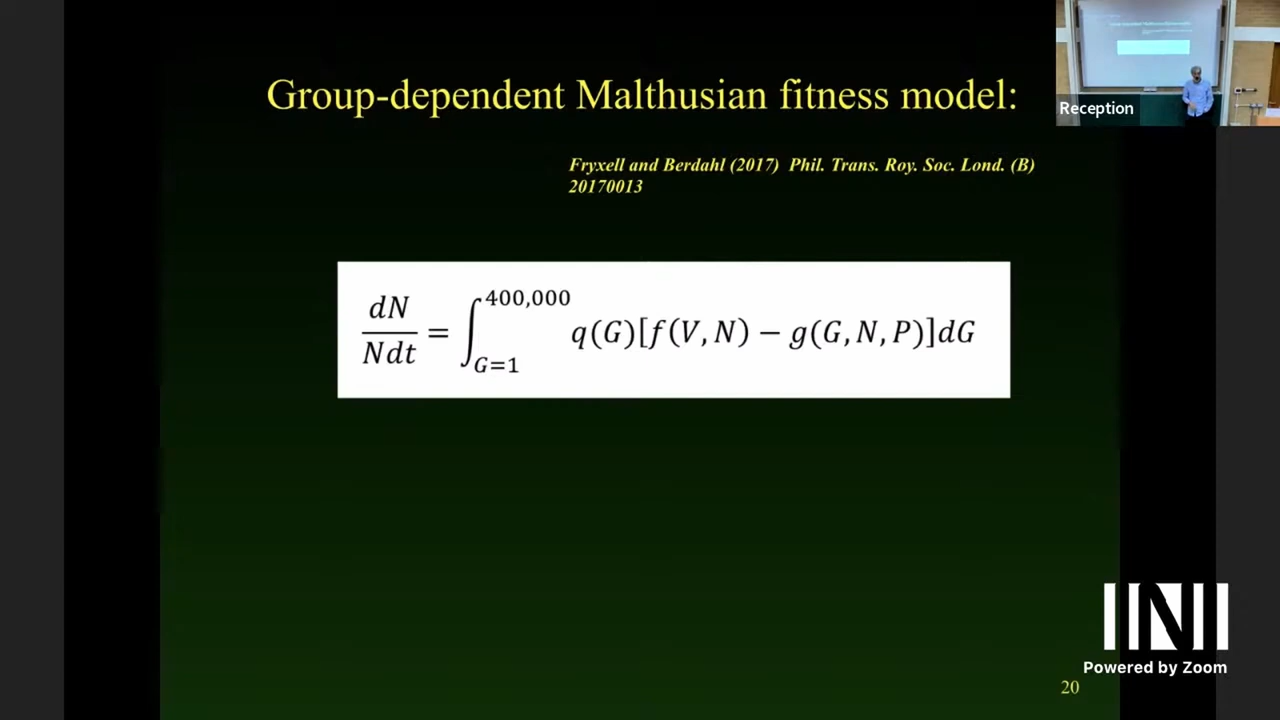 Group-dependent Malthusian fitness model:
Reception
Fryxell and Berdahl (2017) Phil. Trans. Roy. Soc. Lond. (B)
20170013
dN/Ndt = ∫_{G=1}^{400,000} q(G)[f(V, N) − g(G, N, P)]dG
INI
Powered by Zoom
20